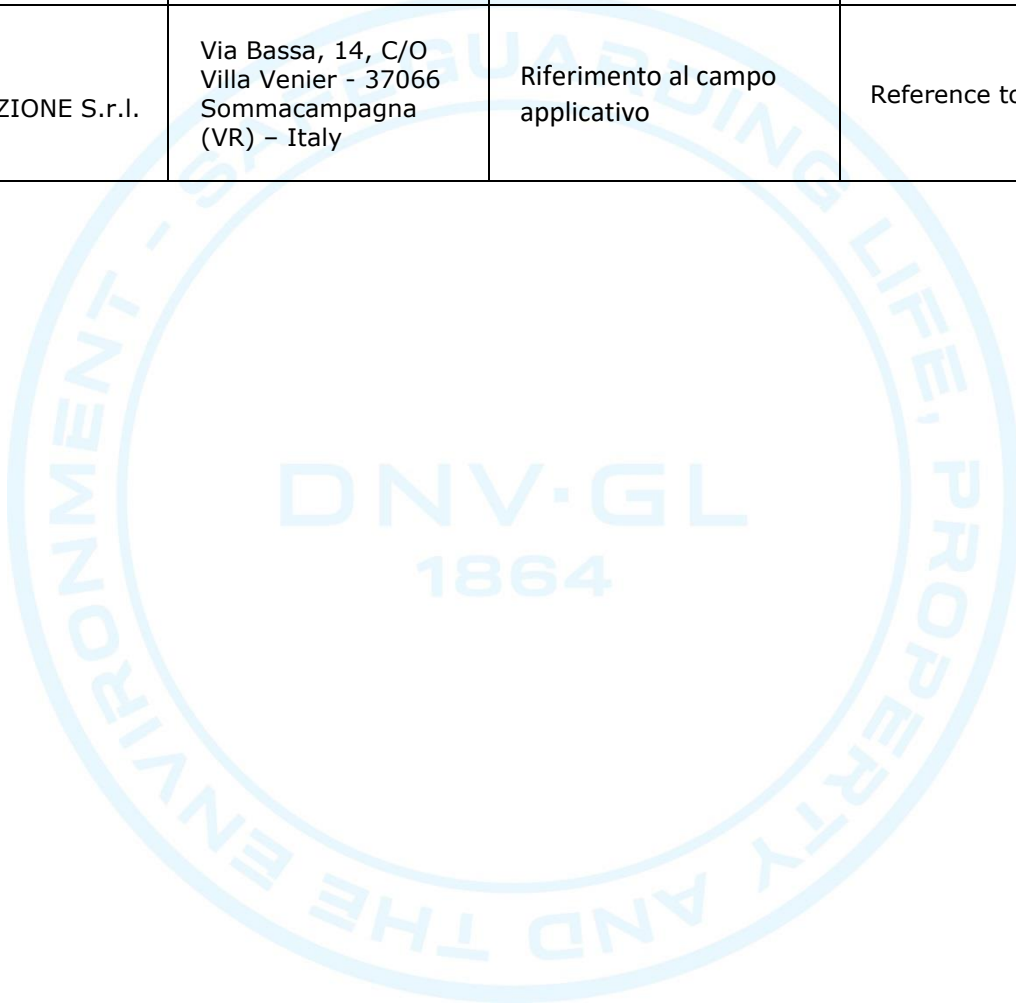 ZIONE S.r.l.
Via Bassa, 14, C/O
Villa Venier - 37066
Sommacampagna
(VR) – Italy
Riferimento al campo
applicativo
Reference to
GUARDING LIFE, PROPERTY AND THE ENVIRONMENT - S
DNV·GL
1864